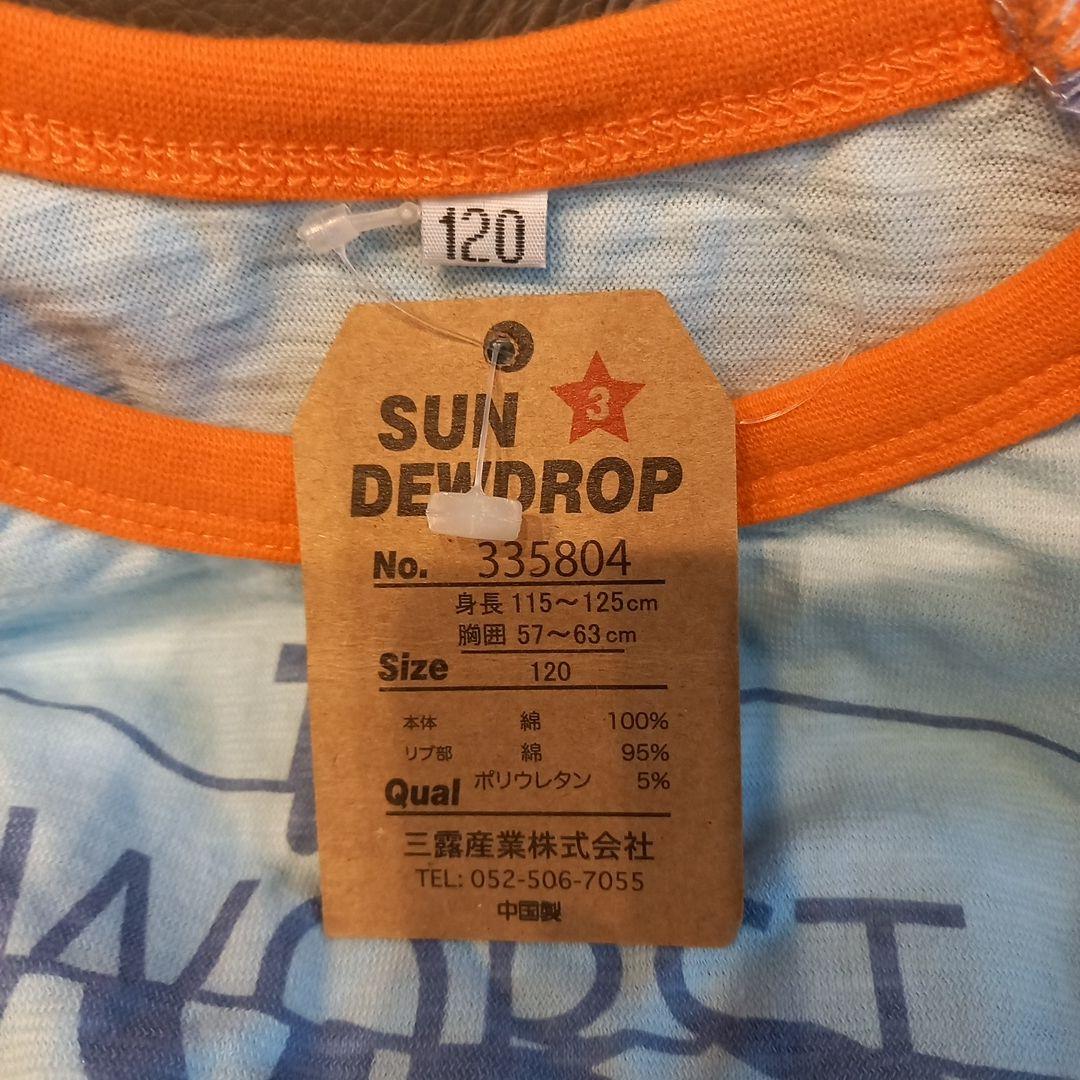 120
SUN 3
DEWDROP
No. 335804
身長 115～125cm
胸囲 57～63cm
Size 120
本体 綿 100%
リブ部 綿 95%
Qual ポリウレタン 5%
三露産業株式会社
TEL: 052-506-7055
中国製